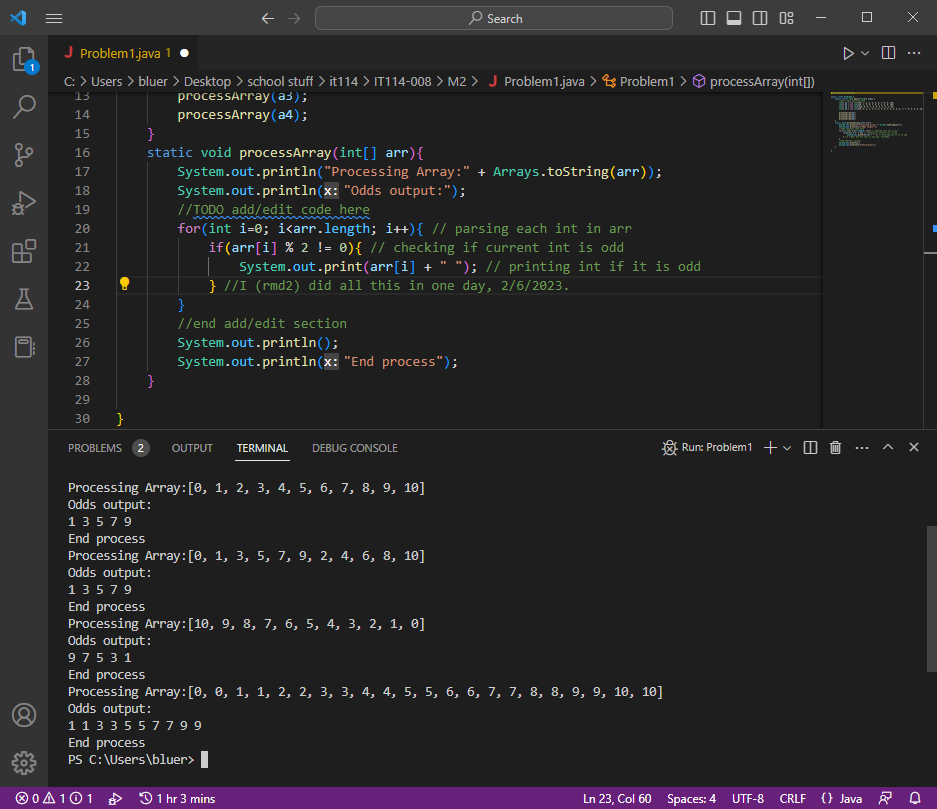 Search
1
J Problem1.java 1
C: > Users > bluer > Desktop > school stuff > it114 > IT114-008 > M2 > J Problem1.java > Problem1 > processArray(int[])
13 processArray(a3);
14 processArray(a4);
15 }
16 static void processArray(int[] arr){
17 System.out.println("Processing Array:" + Arrays.toString(arr));
18 System.out.println(x: "Odds output:");
19 //TODO add/edit code here
20 for(int i=0; i<arr.length; i++){ // parsing each int in arr
21 if(arr[i] % 2 != 0){ // checking if current int is odd
22 System.out.print(arr[i] + " "); // printing int if it is odd
23 } //I (rmd2) did all this in one day, 2/6/2023.
24 }
25 //end add/edit section
26 System.out.println();
27 System.out.println(x: "End process");
28 }
29
30 }
PROBLEMS 2 OUTPUT TERMINAL DEBUG CONSOLE Run: Problem1
Processing Array:[0, 1, 2, 3, 4, 5, 6, 7, 8, 9, 10]
Odds output:
1 3 5 7 9
End process
Processing Array:[0, 1, 3, 5, 7, 9, 2, 4, 6, 8, 10]
Odds output:
1 3 5 7 9
End process
Processing Array:[10, 9, 8, 7, 6, 5, 4, 3, 2, 1, 0]
Odds output:
9 7 5 3 1
End process
Processing Array:[0, 0, 1, 1, 2, 2, 3, 3, 4, 4, 5, 5, 6, 6, 7, 7, 8, 8, 9, 9, 10, 10]
Odds output:
1 1 3 3 5 5 7 7 9 9
End process
PS C:\Users\bluer>
0 1 1 1 hr 3 mins Ln 23, Col 60 Spaces: 4 UTF-8 CRLF {} Java